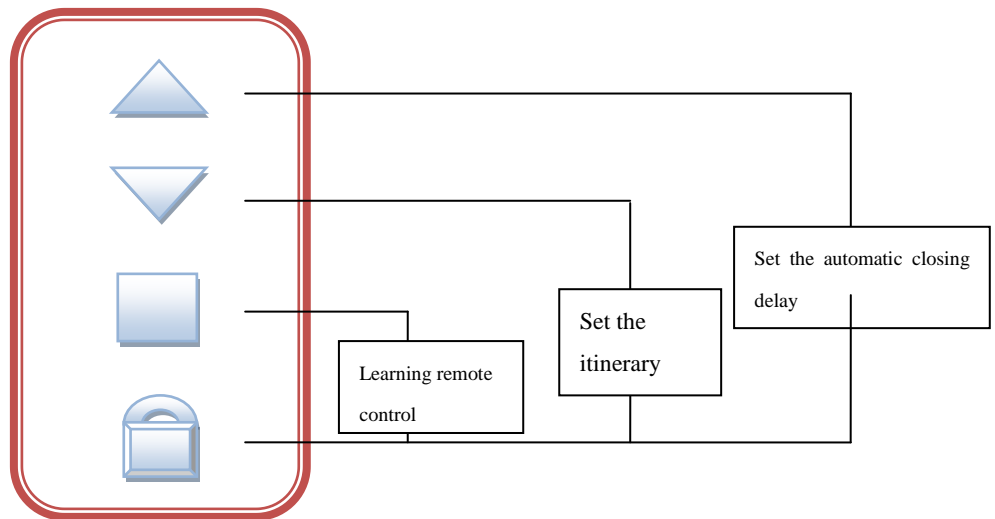 Set the automatic closing
delay
Set the
itinerary
Learning remote
control